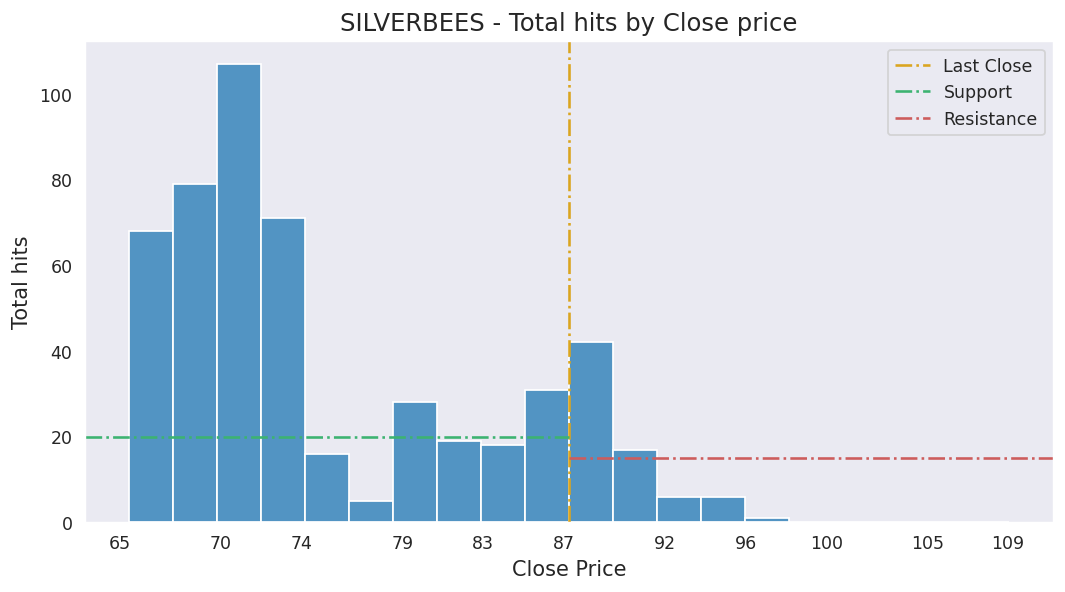 SILVERBEES - Total hits by Close price
Last Close
Support
Resistance
Total hits
100
80
60
40
20
0
65 70 74 79 83 87 92 96 100 105 109
Close Price